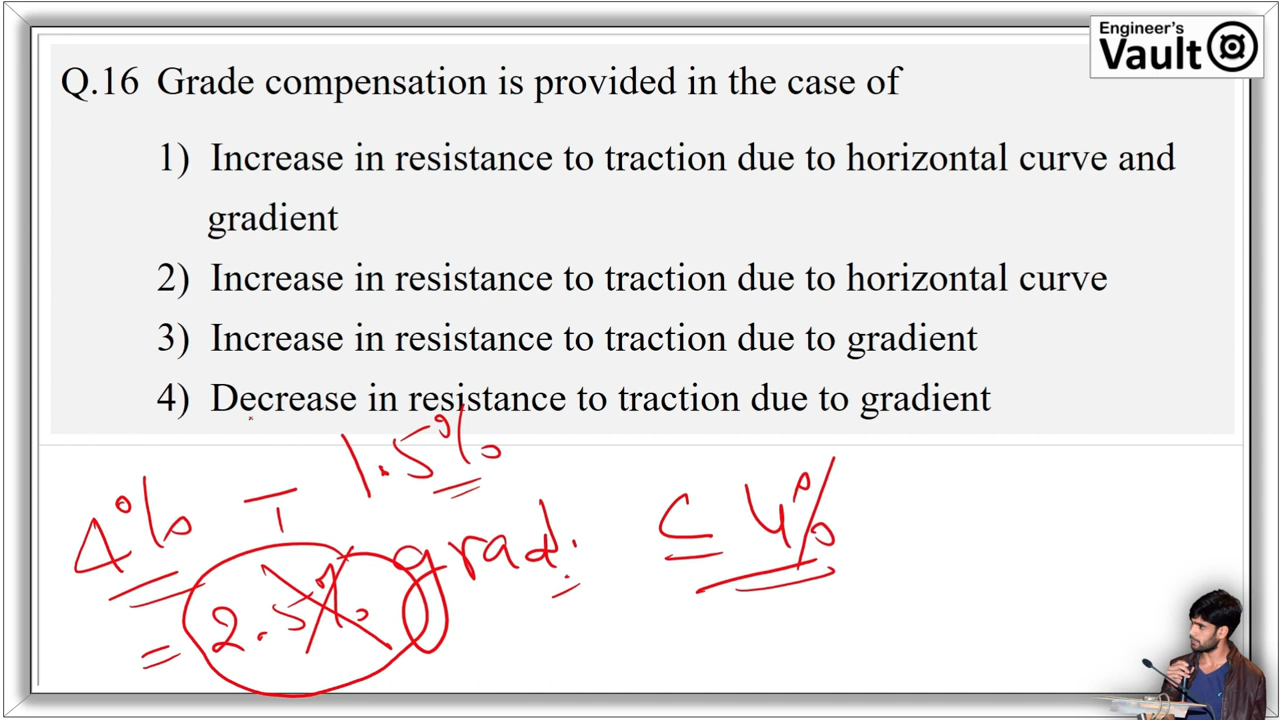 Engineer's
Vault
Q.16 Grade compensation is provided in the case of
1) Increase in resistance to traction due to horizontal curve and
gradient
2) Increase in resistance to traction due to horizontal curve
3) Increase in resistance to traction due to gradient
4) Decrease in resistance to traction due to gradient
4% - 1.5%
grad. ≤ 4%
= 2.5%